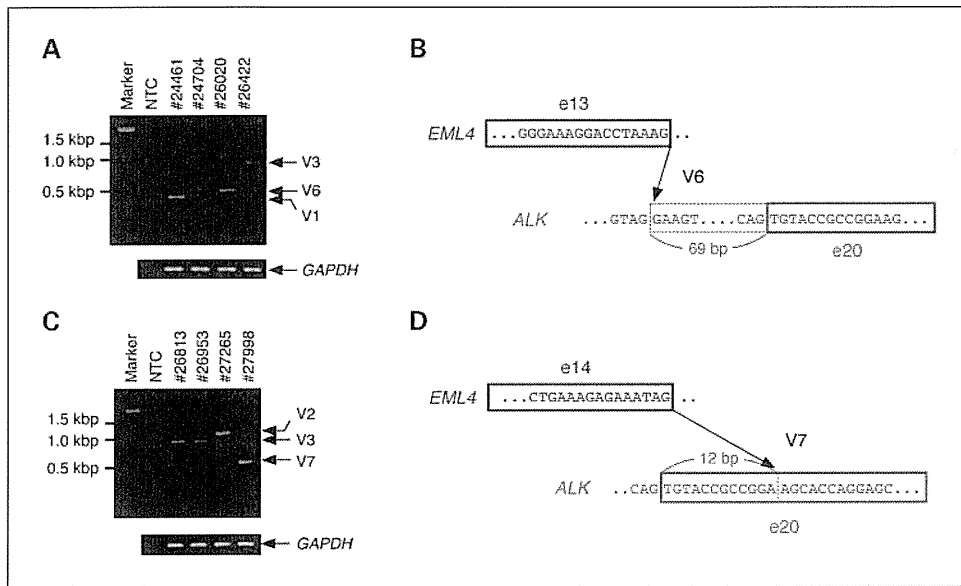 A
Marker
NTC
#24461
#24704
#26020
#26422
1.5 kbp
1.0 kbp
0.5 kbp
V3
V6
V1
GAPDH
B
e13
EML4
...GGGAAAGGACCTAAAG ..
V6
ALK
...GTAG GAAGT....CAG TGTACCGCCGGAAG...
69 bp
e20
C
Marker
NTC
#26813
#26953
#27265
#27998
1.5 kbp
1.0 kbp
0.5 kbp
V2
V3
V7
GAPDH
D
e14
EML4
...CTGAAAGAGAAATAG ..
V7
12 bp
ALK
..CAG TGTACCGCCGGA AGCACCAGGAGC...
e20